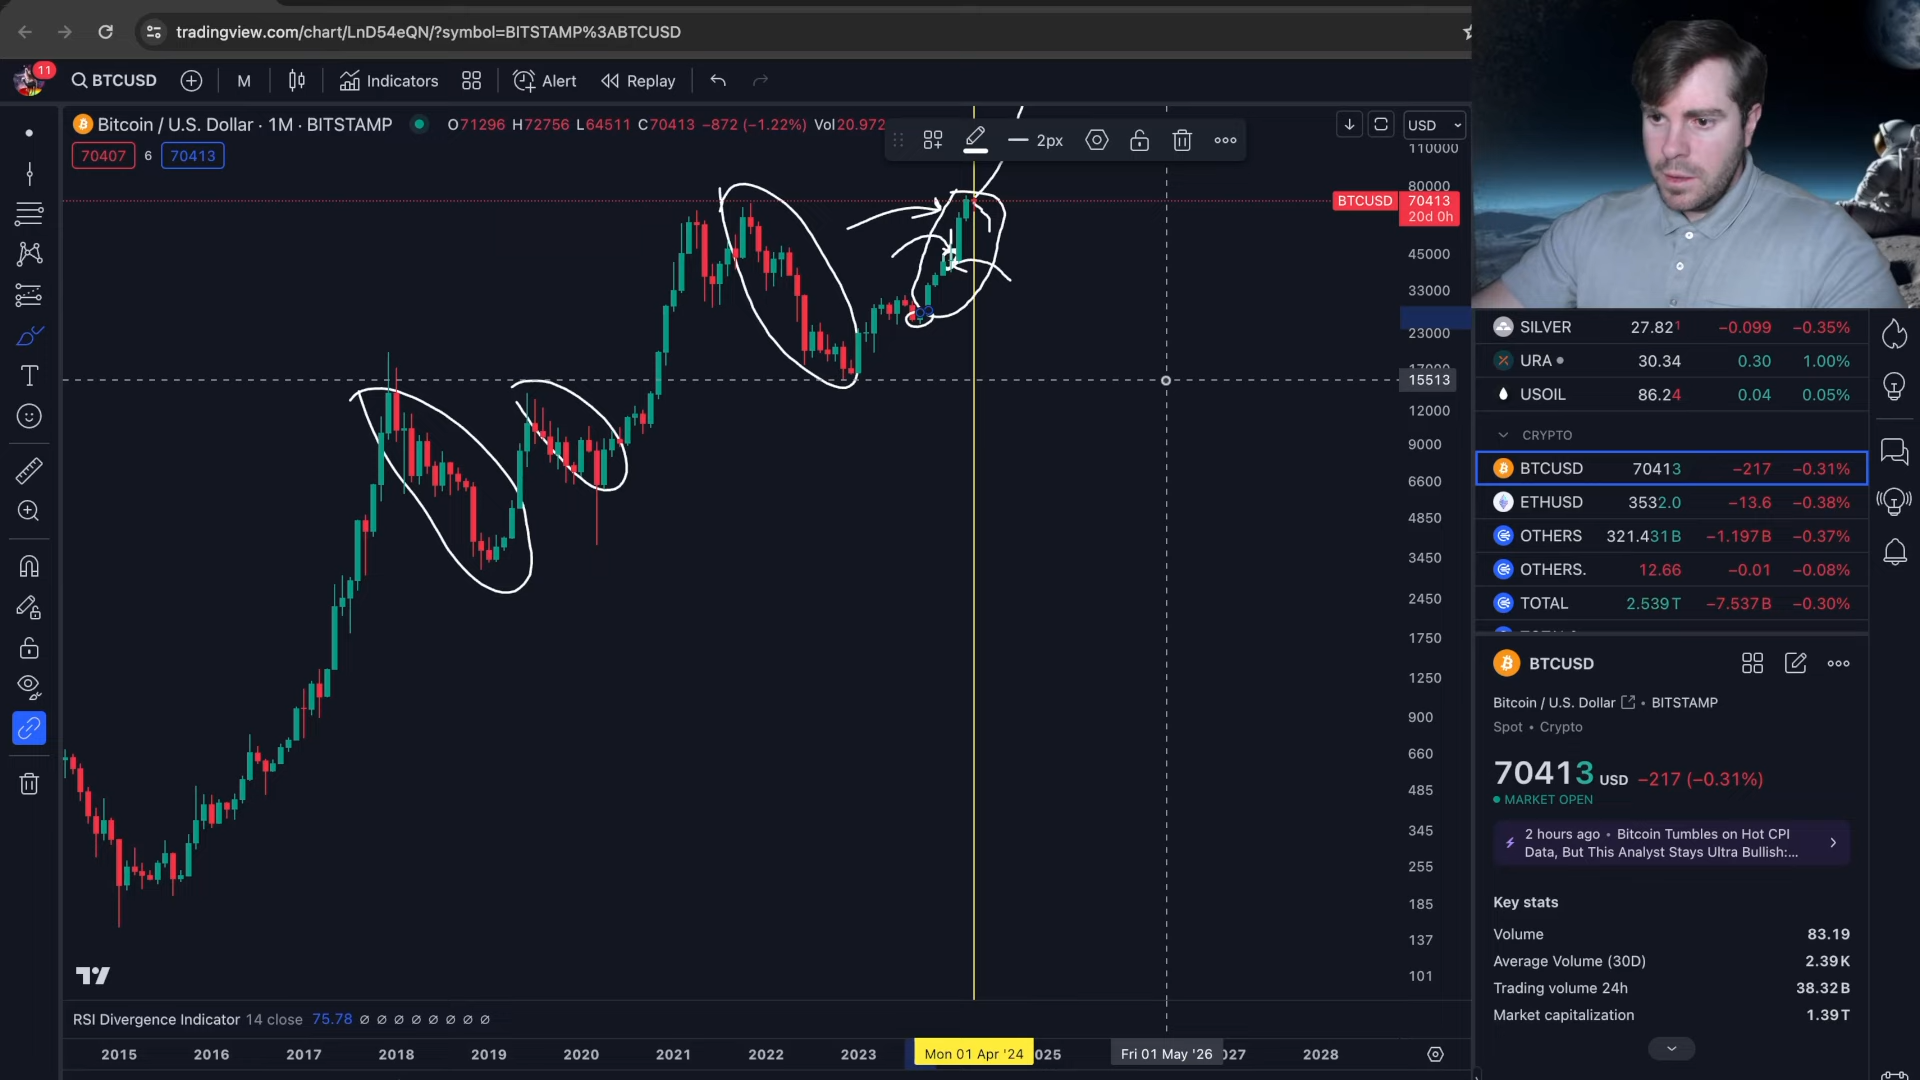 tradingview.com/chart/LnD54eQN/?symbol=BITSTAMP%3ABTCUSD
11
BTCUSD
M
Indicators
Alert
Replay
Bitcoin / U.S. Dollar · 1M · BITSTAMP
O71296 H72756 L64511 C70413 −872 (−1.22%) Vol20.972
70407 6 70413
2px
USD
110000
80000
BTCUSD 70413
20d 0h
45000
33000
23000
15513
12000
9000
6600
4850
3450
2450
1750
1250
900
660
485
345
255
185
137
101
RSI Divergence Indicator 14 close 75.78 ∅ ∅ ∅ ∅ ∅ ∅ ∅ ∅
2015 2016 2017 2018 2019 2020 2021 2022 2023 Mon 01 Apr '24 025 Fri 01 May '26 027 2028
SILVER 27.821 −0.099 −0.35%
URA 30.34 0.30 1.00%
USOIL 86.24 0.04 0.05%
CRYPTO
BTCUSD 70413 −217 −0.31%
ETHUSD 3532.0 −13.6 −0.38%
OTHERS 321.431B −1.197B −0.37%
OTHERS. 12.66 −0.01 −0.08%
TOTAL 2.539T −7.537B −0.30%
BTCUSD
Bitcoin / U.S. Dollar • BITSTAMP
Spot • Crypto
70413 USD −217 (−0.31%)
MARKET OPEN
2 hours ago • Bitcoin Tumbles on Hot CPI
Data, But This Analyst Stays Ultra Bullish:...
Key stats
Volume 83.19
Average Volume (30D) 2.39K
Trading volume 24h 38.32B
Market capitalization 1.39T